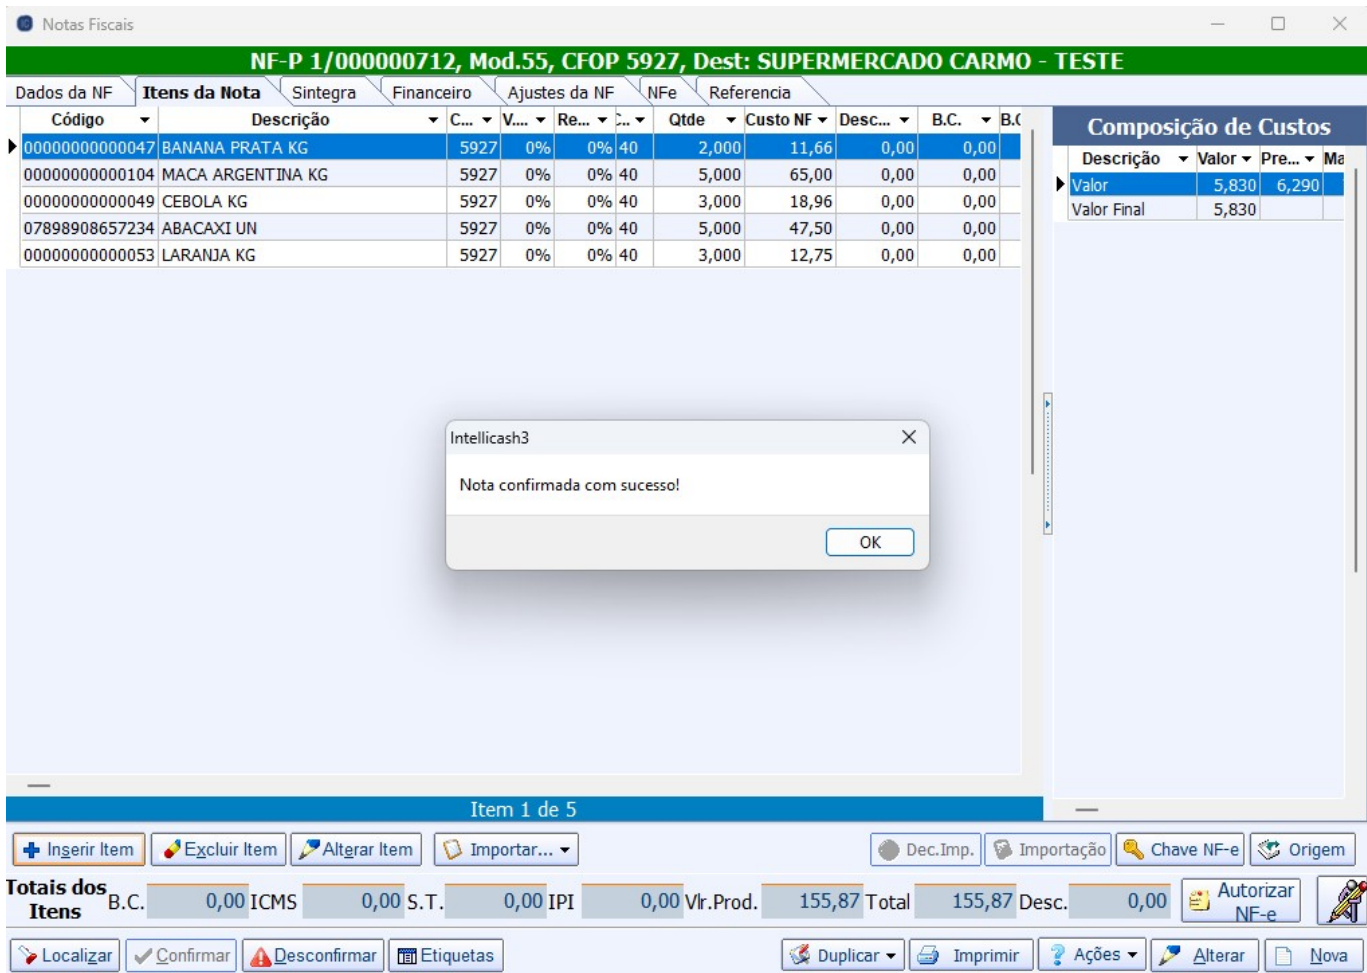 Notas Fiscais
NF-P 1/000000712, Mod.55, CFOP 5927, Dest: SUPERMERCADO CARMO - TESTE
Dados da NF Itens da Nota Sintegra Financeiro Ajustes da NF NFe Referencia
Código Descrição C... V.... Re... C.. Qtde Custo NF Desc... B.C. B.(
00000000000047 BANANA PRATA KG 5927 0% 0% 40 2,000 11,66 0,00 0,00
00000000000104 MACA ARGENTINA KG 5927 0% 0% 40 5,000 65,00 0,00 0,00
00000000000049 CEBOLA KG 5927 0% 0% 40 3,000 18,96 0,00 0,00
07898908657234 ABACAXI UN 5927 0% 0% 40 5,000 47,50 0,00 0,00
00000000000053 LARANJA KG 5927 0% 0% 40 3,000 12,75 0,00 0,00
Composição de Custos
Descrição Valor Pre... Ma
Valor 5,830 6,290
Valor Final 5,830
Intellicash3
Nota confirmada com sucesso!
OK
Item 1 de 5
Inserir Item Excluir Item Alterar Item Importar... Dec.Imp. Importação Chave NF-e Origem
Totais dos Itens B.C. 0,00 ICMS 0,00 S.T. 0,00 IPI 0,00 Vlr.Prod. 155,87 Total 155,87 Desc. 0,00 Autorizar NF-e
Localizar Confirmar Desconfirmar Etiquetas Duplicar Imprimir Ações Alterar Nova